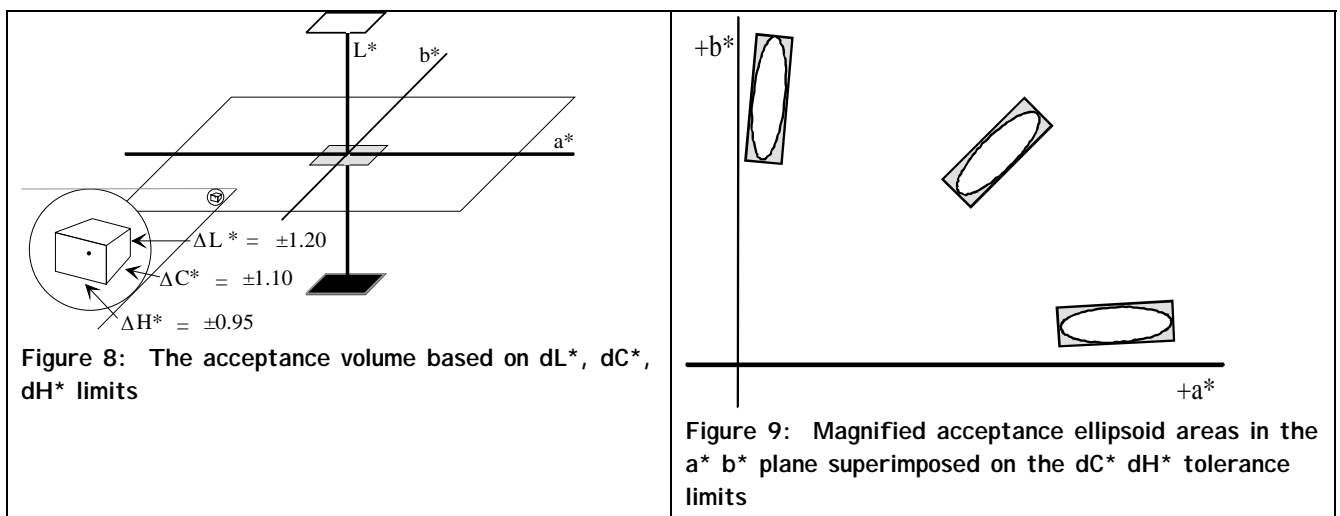 L*
b*
a*
ΔL * = ±1.20
ΔC* = ±1.10
ΔH* = ±0.95
Figure 8: The acceptance volume based on dL*, dC*,
dH* limits
+b*
+a*
Figure 9: Magnified acceptance ellipsoid areas in the
a* b* plane superimposed on the dC* dH* tolerance
limits